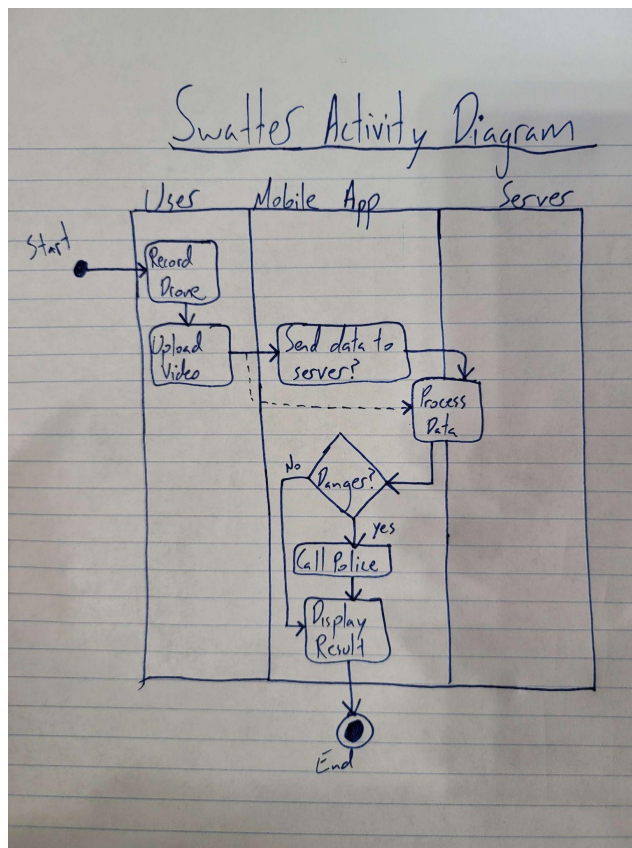 Swatter Activity Diagram
User Mobile App Server
Start
Record
Drone
Upload
Video
Send data to
server?
Process
Data
No
Danger?
yes
Call Police
Display
Result
End